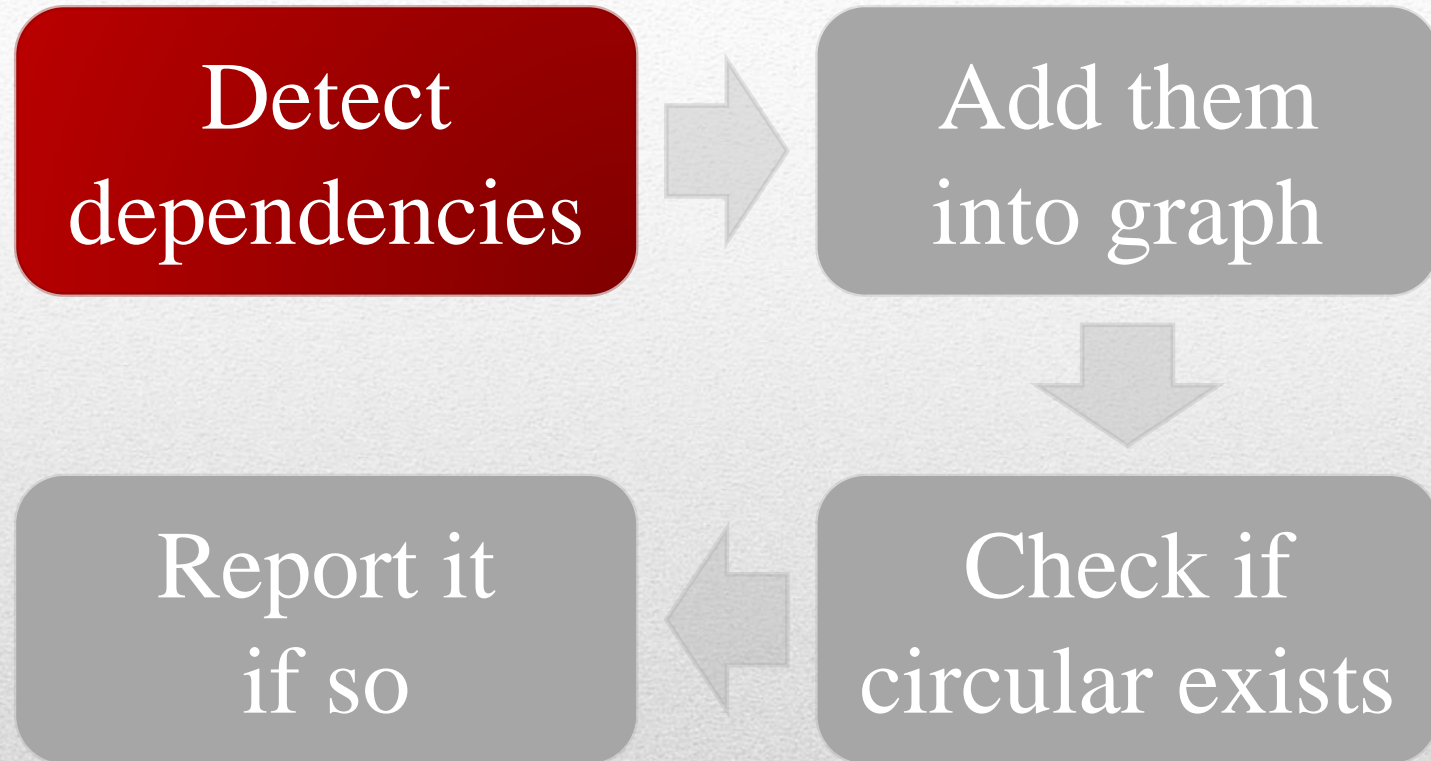 Detect
dependencies
Add them
into graph
Check if
circular exists
Report it
if so